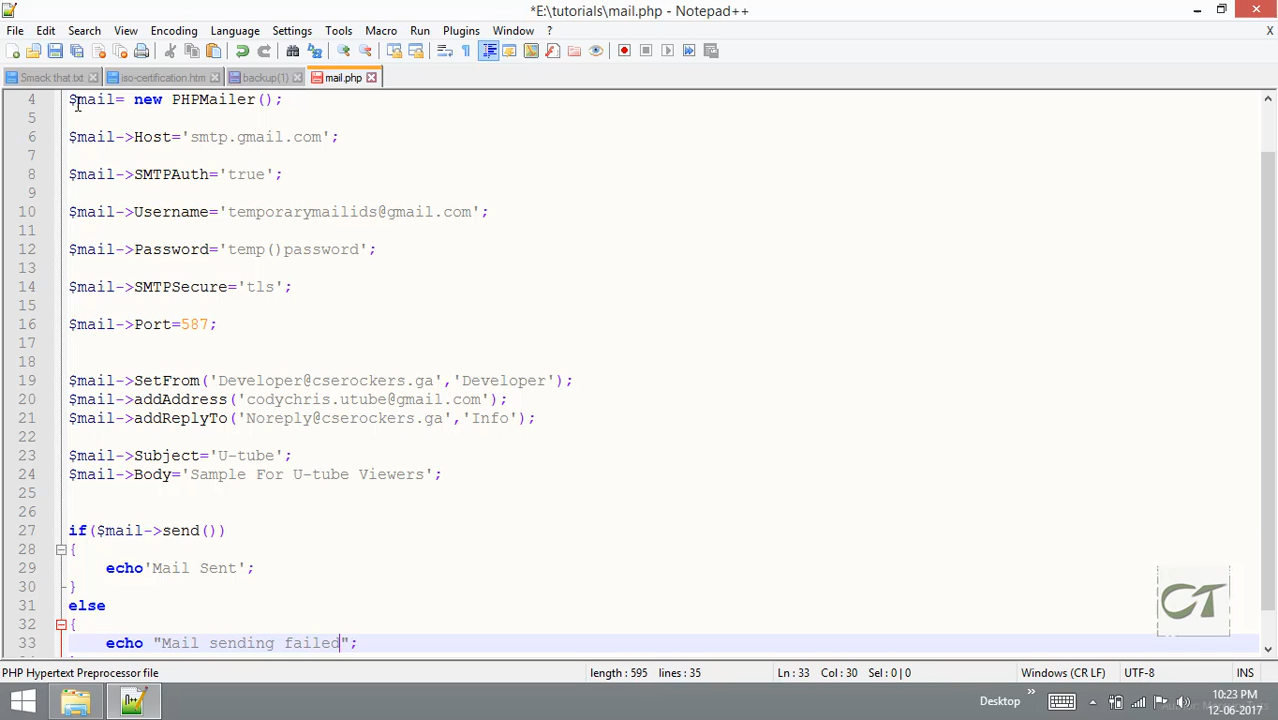 *E:\tutorials\mail.php - Notepad++
File Edit Search View Encoding Language Settings Tools Macro Run Plugins Window ? X
Smack that.txt iso-certification.htm backup(1) mail.php
4 $mail= new PHPMailer();
5
6 $mail->Host='smtp.gmail.com';
7
8 $mail->SMTPAuth='true';
9
10 $mail->Username='temporarymailids@gmail.com';
11
12 $mail->Password='temp()password';
13
14 $mail->SMTPSecure='tls';
15
16 $mail->Port=587;
17
18
19 $mail->SetFrom('Developer@cserockers.ga','Developer');
20 $mail->addAddress('codychris.utube@gmail.com');
21 $mail->addReplyTo('Noreply@cserockers.ga','Info');
22
23 $mail->Subject='U-tube';
24 $mail->Body='Sample For U-tube Viewers';
25
26
27 if($mail->send())
28 {
29 echo'Mail Sent';
30 }
31 else
32 {
33 echo "Mail sending failed";
CT
PHP Hypertext Preprocessor file length : 595 lines : 35 Ln : 33 Col : 30 Sel : 0 | 0 Windows (CR LF) UTF-8 INS
Desktop 10:23 PM
12-06-2017